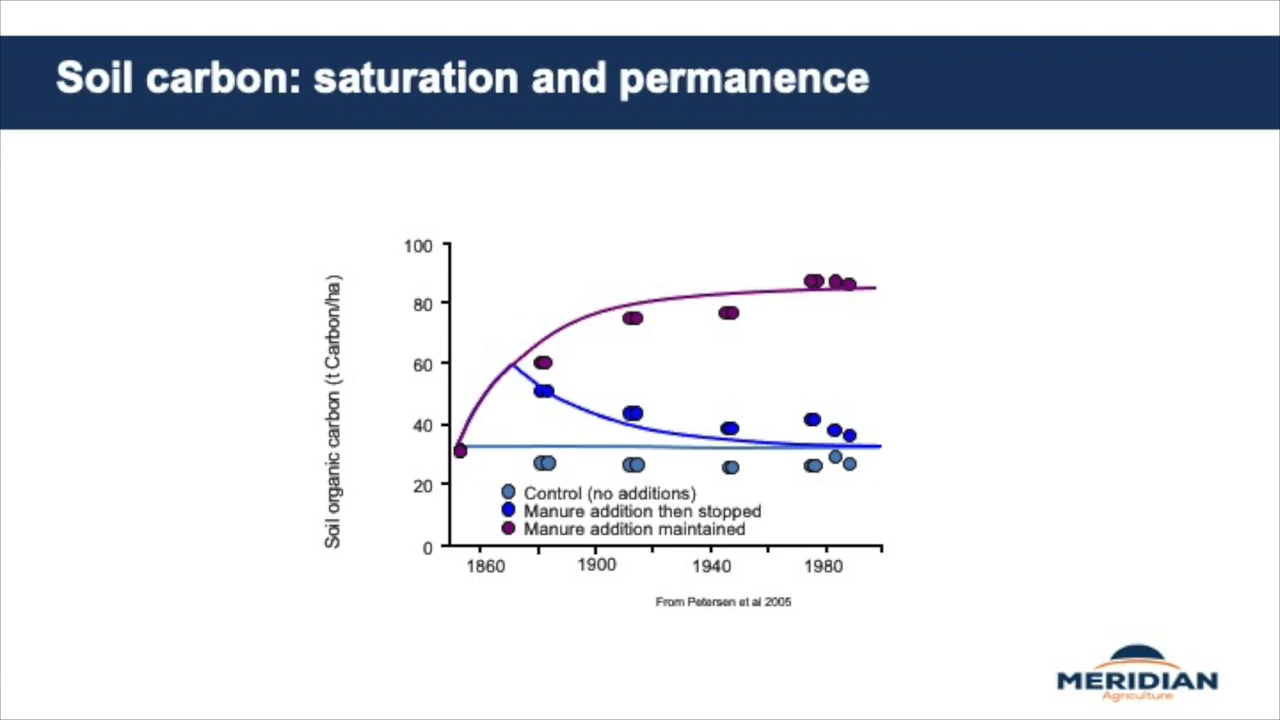 Soil carbon: saturation and permanence
100
80
60
40
20
0
Soil organic carbon (t Carbon/ha)
Control (no additions)
Manure addition then stopped
Manure addition maintained
1860 1900 1940 1980
From Petersen et al 2005
MERIDIAN
Agriculture